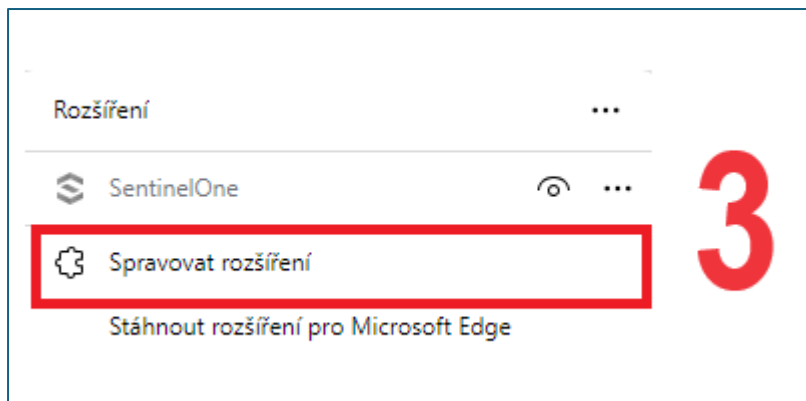 Rozšíření
SentinelOne
Spravovat rozšíření
3
Stáhnout rozšíření pro Microsoft Edge